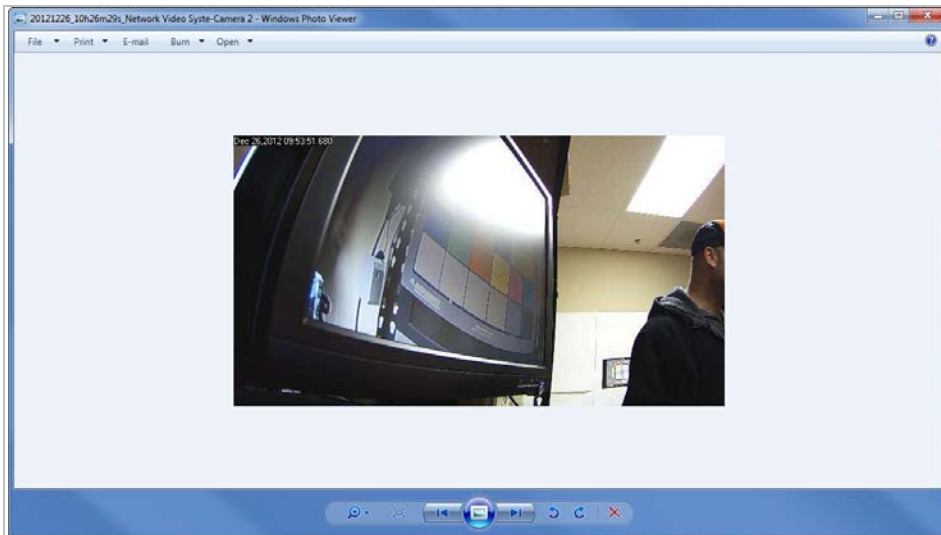 20121226_10h26m29s_Network Video Syste-Camera 2 - Windows Photo Viewer
File Print E-mail Burn Open
Dec 26,2012 09:53:51.680